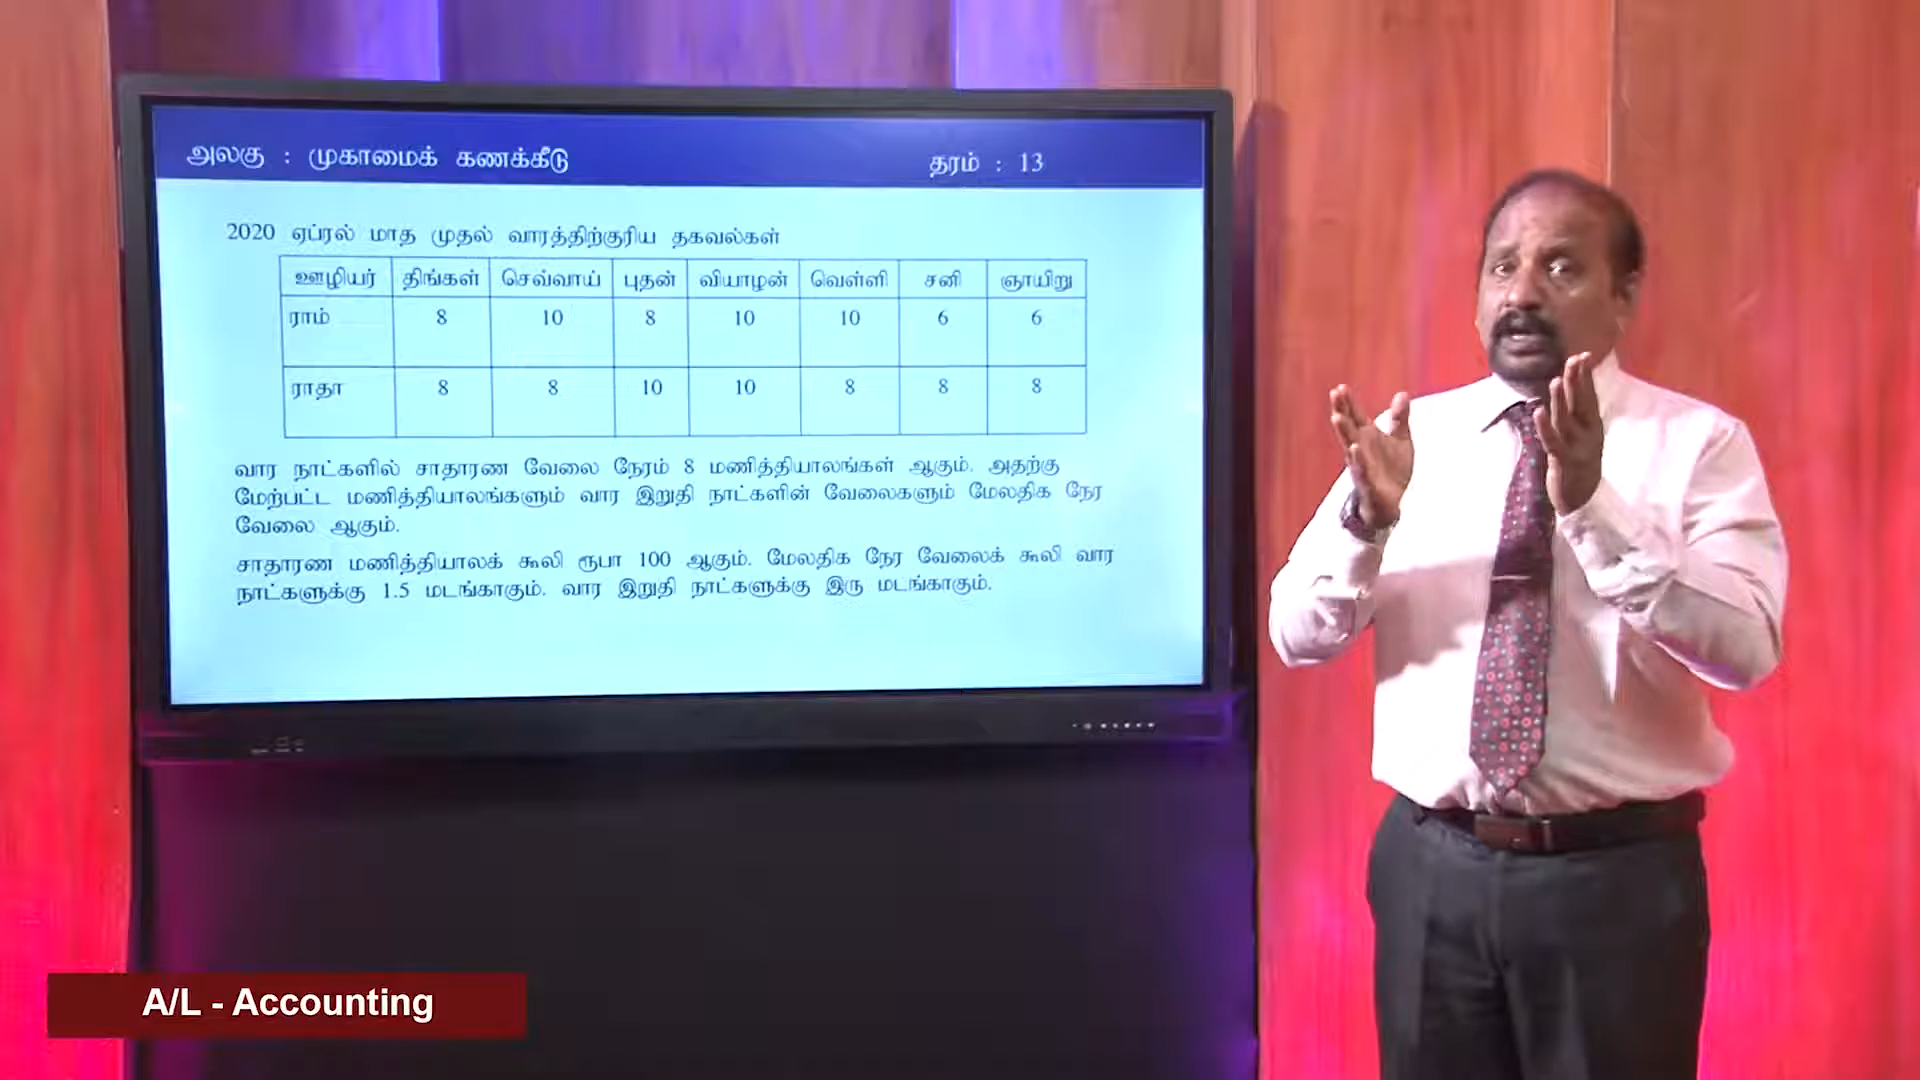 அலகு : முகாமைக் கணக்கீடு தரம் : 13
2020 ஏப்ரல் மாத முதல் வாரத்திற்குரிய தகவல்கள்
ஊழியர் திங்கள் செவ்வாய் புதன் வியாழன் வெள்ளி சனி ஞாயிறு
ராம் 8 10 8 10 10 6 6
ராதா 8 8 10 10 8 8 8
வார நாட்களில் சாதாரண வேலை நேரம் 8 மணித்தியாலங்கள் ஆகும். அதற்கு
மேற்பட்ட மணித்தியாலங்களும் வார இறுதி நாட்களின் வேலைகளும் மேலதிக நேர
வேலை ஆகும்.
சாதாரண மணித்தியாலக் கூலி ரூபா 100 ஆகும். மேலதிக நேர வேலைக் கூலி வார
நாட்களுக்கு 1.5 மடங்காகும். வார இறுதி நாட்களுக்கு இரு மடங்காகும்.
A/L - Accounting